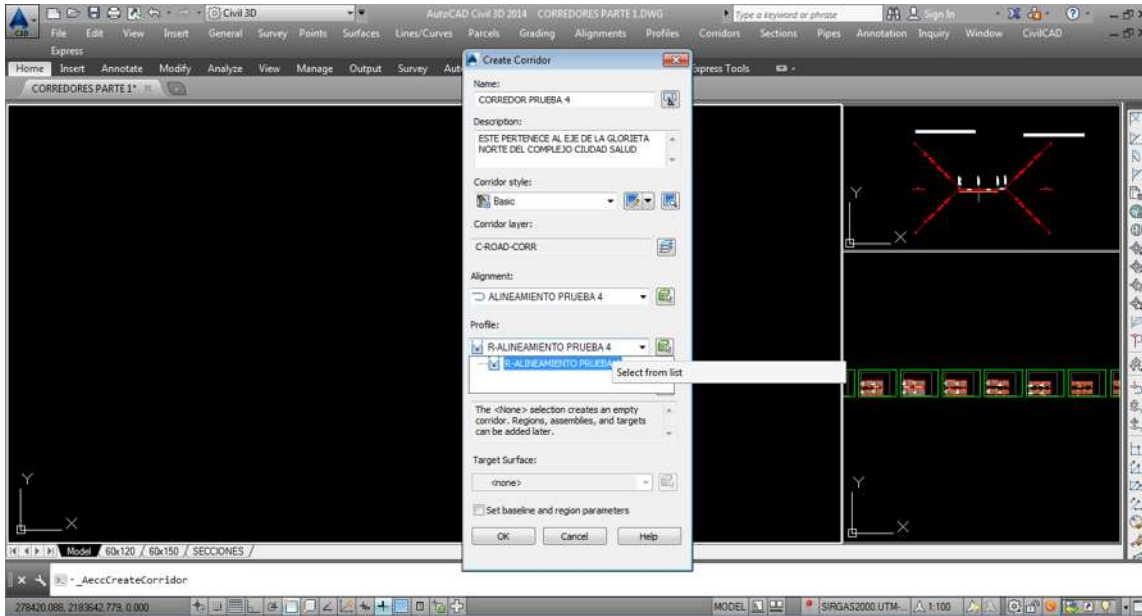 Civil 3D
AutoCAD Civil 3D 2014 CORREDORES PARTE 1.DWG
Type a keyword or phrase
Sign In
C3D
File Edit View Insert General Survey Points Surfaces Lines/Curves Parcels Grading Alignments Profiles Corridors Sections Pipes Annotation Inquiry Window CivilCAD
Express
Home Insert Annotate Modify Analyze View Manage Output Survey Express Tools
CORREDORES PARTE 1*
Create Corridor
Name:
CORREDOR PRUEBA 4
Description:
ESTE PERTENECE AL EJE DE LA GLORIETA
NORTE DEL COMPLEJO CIUDAD SALUD
Corridor style:
Basic
Corridor layer:
C-ROAD-CORR
Alignment:
ALINEAMIENTO PRUEBA 4
Profile:
R-ALINEAMIENTO PRUEBA 4
R-ALINEAMIENTO PRUEBA
Select from list
The <None> selection creates an empty
corridor. Regions, assemblies, and targets
can be added later.
Target Surface:
<none>
Set baseline and region parameters
OK Cancel Help
Y
X
Y
X
Y
X
Model 60x120 / 60x150 / SECCIONES /
_AeccCreateCorridor
278420.088, 2183642.779, 0.000
MODEL
SIRGAS2000.UTM-
1:100